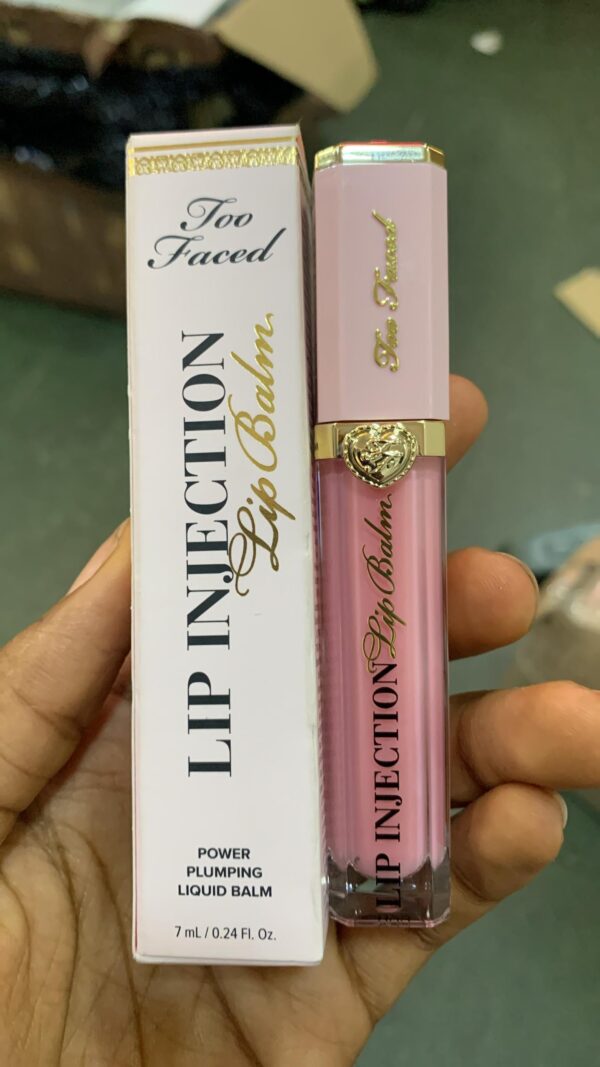 Too
Faced
LIP INJECTION
Lip Balm
POWER
PLUMPING
LIQUID BALM
7 mL / 0.24 Fl. Oz.
Too Faced
LIP INJECTION
Lip Balm